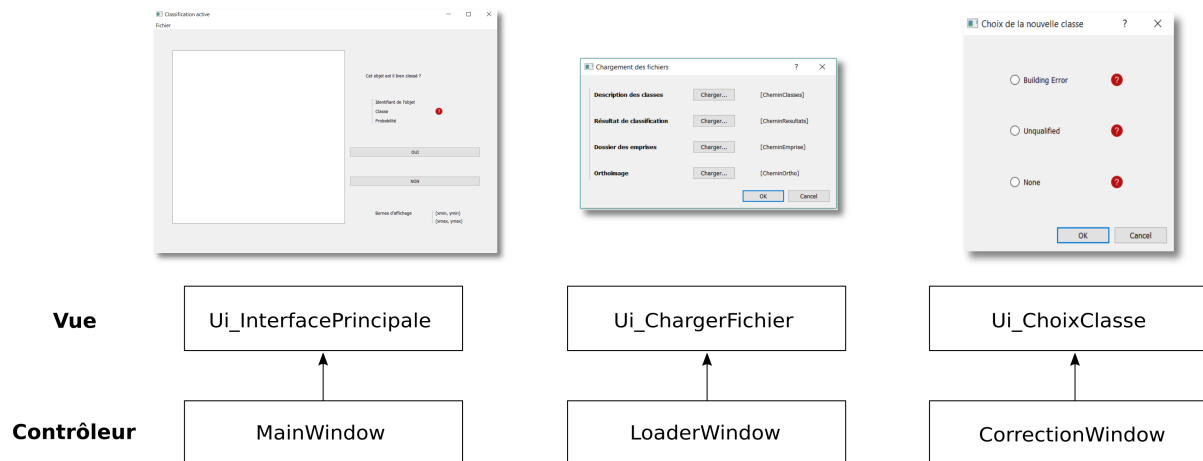 Classification active
Fichier
Cet objet est il bien classé ?
Identifiant de l'objet
Classe
?
Probabilité
OUI
NON
Bornes d'affichage
(xmin, ymin)
(xmax, ymax)
Chargement des fichiers
?
Description des classes
Charger...
[CheminClasses]
Résultat de classification
Charger...
[CheminResultats]
Dossier des emprises
Charger...
[CheminEmprise]
Orthoimage
Charger...
[CheminOrtho]
OK
Cancel
Choix de la nouvelle classe
?
Building Error
?
Unqualified
?
None
?
OK
Cancel
Vue
Ui_InterfacePrincipale
Ui_ChargerFichier
Ui_ChoixClasse
Contrôleur
MainWindow
LoaderWindow
CorrectionWindow